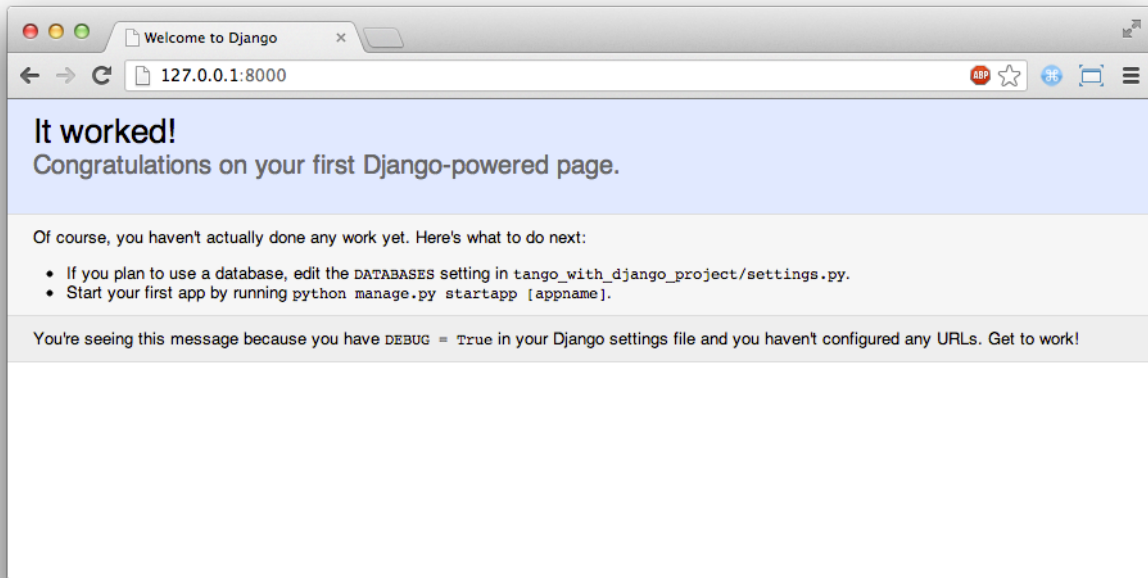 Welcome to Django
127.0.0.1:8000
ABP
It worked!
Congratulations on your first Django-powered page.
Of course, you haven't actually done any work yet. Here's what to do next:
If you plan to use a database, edit the DATABASES setting in tango_with_django_project/settings.py.
Start your first app by running python manage.py startapp [appname].
You're seeing this message because you have DEBUG = True in your Django settings file and you haven't configured any URLs. Get to work!